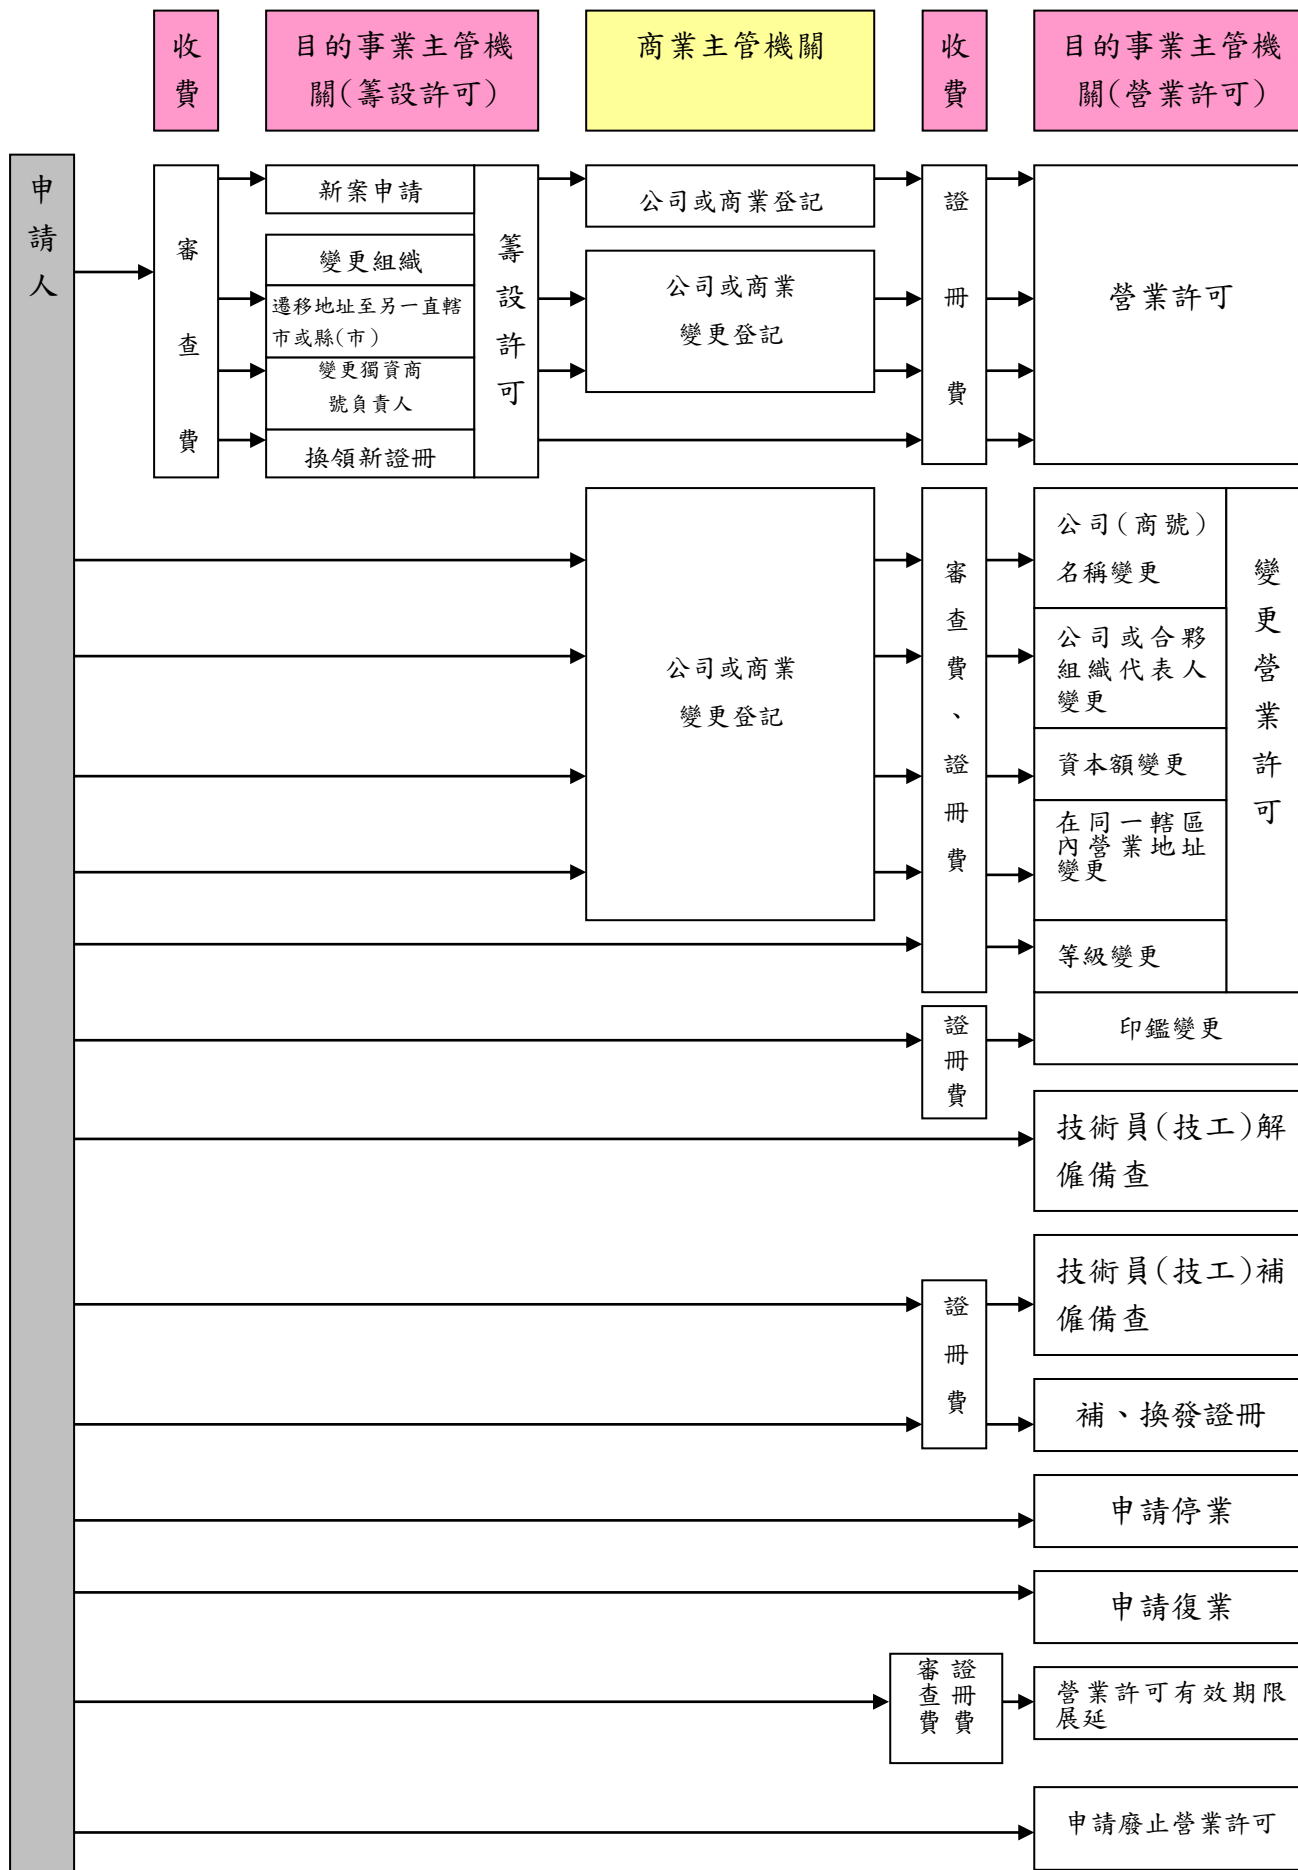 收
費
目的事業主管機
關(籌設許可)
商業主管機關
收
費
目的事業主管機
關(營業許可)
申
請
人
審
查
費
新案申請
變更組織
遷移地址至另一直轄
市或縣(市)
變更獨資商
號負責人
換領新證冊
籌
設
許
可
公司或商業登記
公司或商業
變更登記
證
冊
費
營業許可
公司或商業
變更登記
審
查
費
、
證
冊
費
公司(商號)
名稱變更
公司或合夥
組織代表人
變更
資本額變更
在同一轄區
內營業地址
變更
等級變更
變
更
營
業
許
可
證
冊
費
印鑑變更
技術員(技工)解
僱備查
證
冊
費
技術員(技工)補
僱備查
補、換發證冊
申請停業
申請復業
審
查
費
證
冊
費
營業許可有效期限
展延
申請廢止營業許可